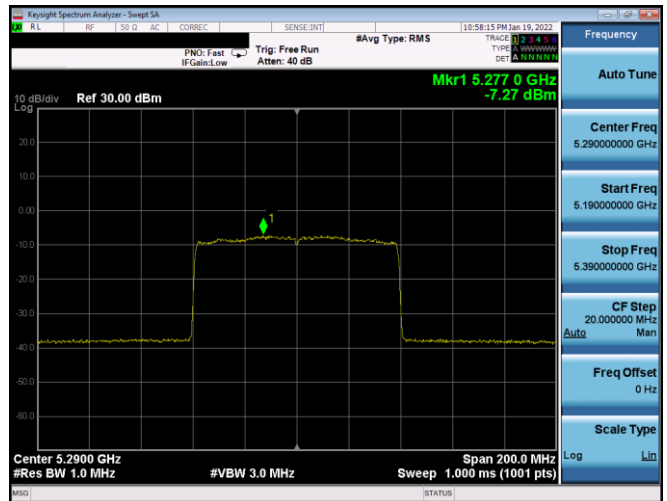 Keysight Spectrum Analyzer - Swept SA
RL RF 50 Ω AC CORREC SENSE:INT 10:58:15 PM Jan 19, 2022
#Avg Type: RMS
TRACE 1 2 3 4 5 6
TYPE A WWWWW
DET A N N N N N
PNO: Fast
IFGain:Low
Trig: Free Run
Atten: 40 dB
Mkr1 5.277 0 GHz
-7.27 dBm
10 dB/div Ref 30.00 dBm
Log
20.0
10.0
0.00
-10.0
-20.0
-30.0
-40.0
-50.0
-60.0
1
Center 5.2900 GHz
Span 200.0 MHz
#Res BW 1.0 MHz
#VBW 3.0 MHz
Sweep 1.000 ms (1001 pts)
MSG
STATUS
Frequency
Auto Tune
Center Freq
5.290000000 GHz
Start Freq
5.190000000 GHz
Stop Freq
5.390000000 GHz
CF Step
20.000000 MHz
Auto Man
Freq Offset
0 Hz
Scale Type
Log Lin